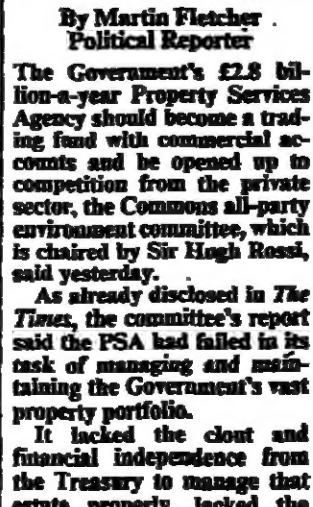 By Martin Fletcher
Political Reporter
The Government's £2.8 bil-
lion-a-year Property Services
Agency should become a trad-
ing fund with commercial ac-
counts and be opened up to
competition from the private
sector, the Commons all-party
environment committee, which
is chaired by Sir Hugh Rossi,
said yesterday.
As already disclosed in The
Times, the committee's report
said the PSA had failed in its
task of managing and main-
taining the Government's vast
property portfolio.
It lacked the clout and
financial independence from
the Treasury to manage that
estate properly, lacked the